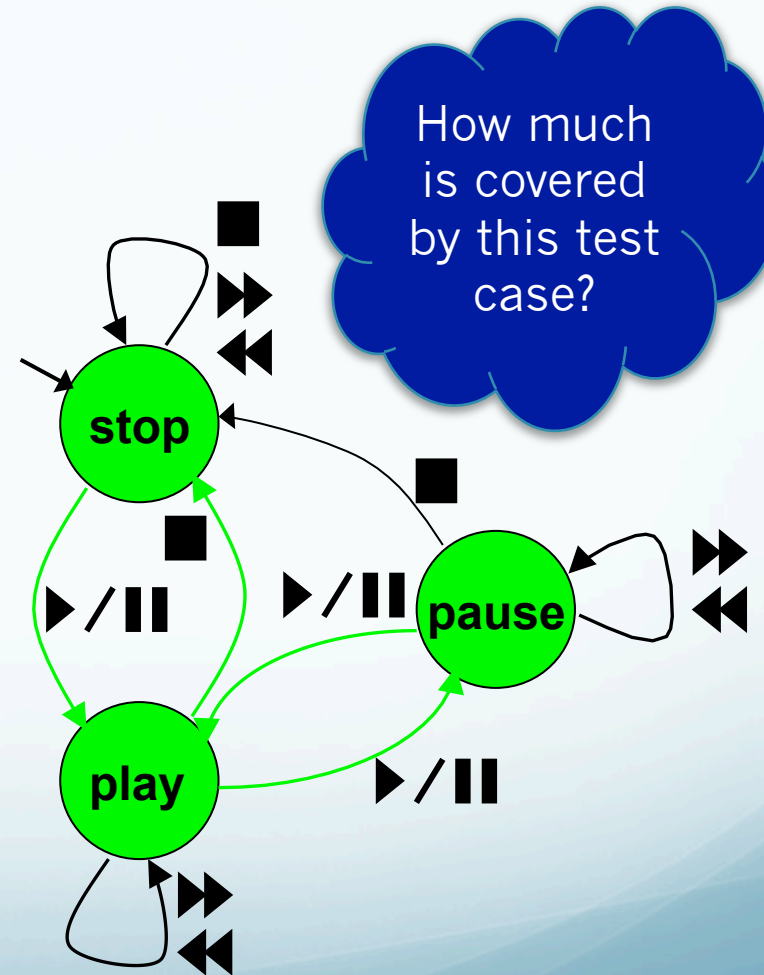 How much
is covered
by this test
case?
stop
pause
play